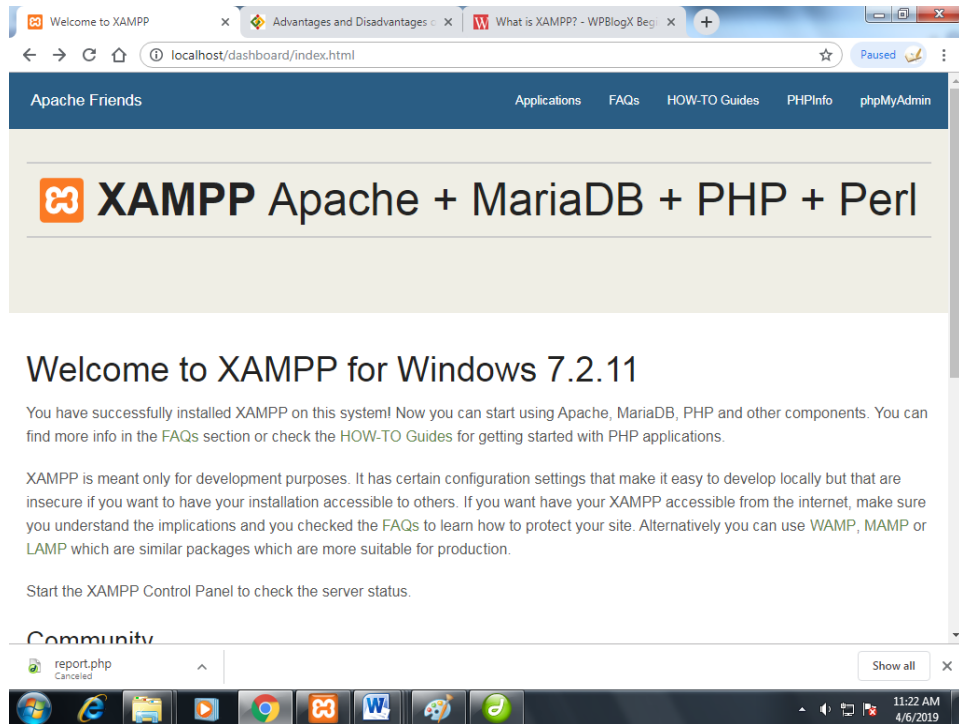 Welcome to XAMPP
Advantages and Disadvantages o
What is XAMPP? - WPBlogX Begi
localhost/dashboard/index.html
Paused
Apache Friends
Applications FAQs HOW-TO Guides PHPInfo phpMyAdmin
XAMPP Apache + MariaDB + PHP + Perl
Welcome to XAMPP for Windows 7.2.11
You have successfully installed XAMPP on this system! Now you can start using Apache, MariaDB, PHP and other components. You can
find more info in the FAQs section or check the HOW-TO Guides for getting started with PHP applications.
XAMPP is meant only for development purposes. It has certain configuration settings that make it easy to develop locally but that are
insecure if you want to have your installation accessible to others. If you want have your XAMPP accessible from the internet, make sure
you understand the implications and you checked the FAQs to learn how to protect your site. Alternatively you can use WAMP, MAMP or
LAMP which are similar packages which are more suitable for production.
Start the XAMPP Control Panel to check the server status.
Community
report.php
Canceled
Show all
11:22 AM
4/6/2019